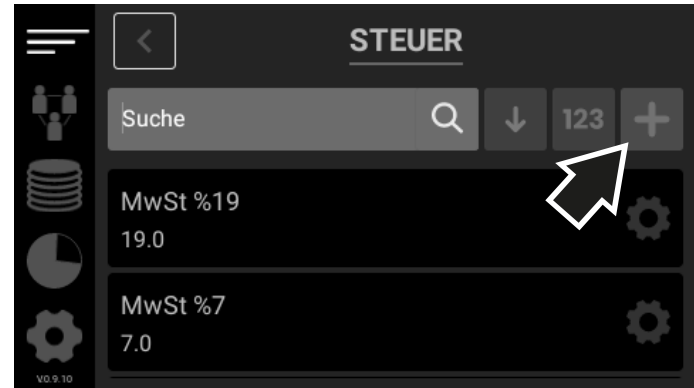 STEUER
Suche
123
MwSt %19
19.0
MwSt %7
7.0
V0.9.10